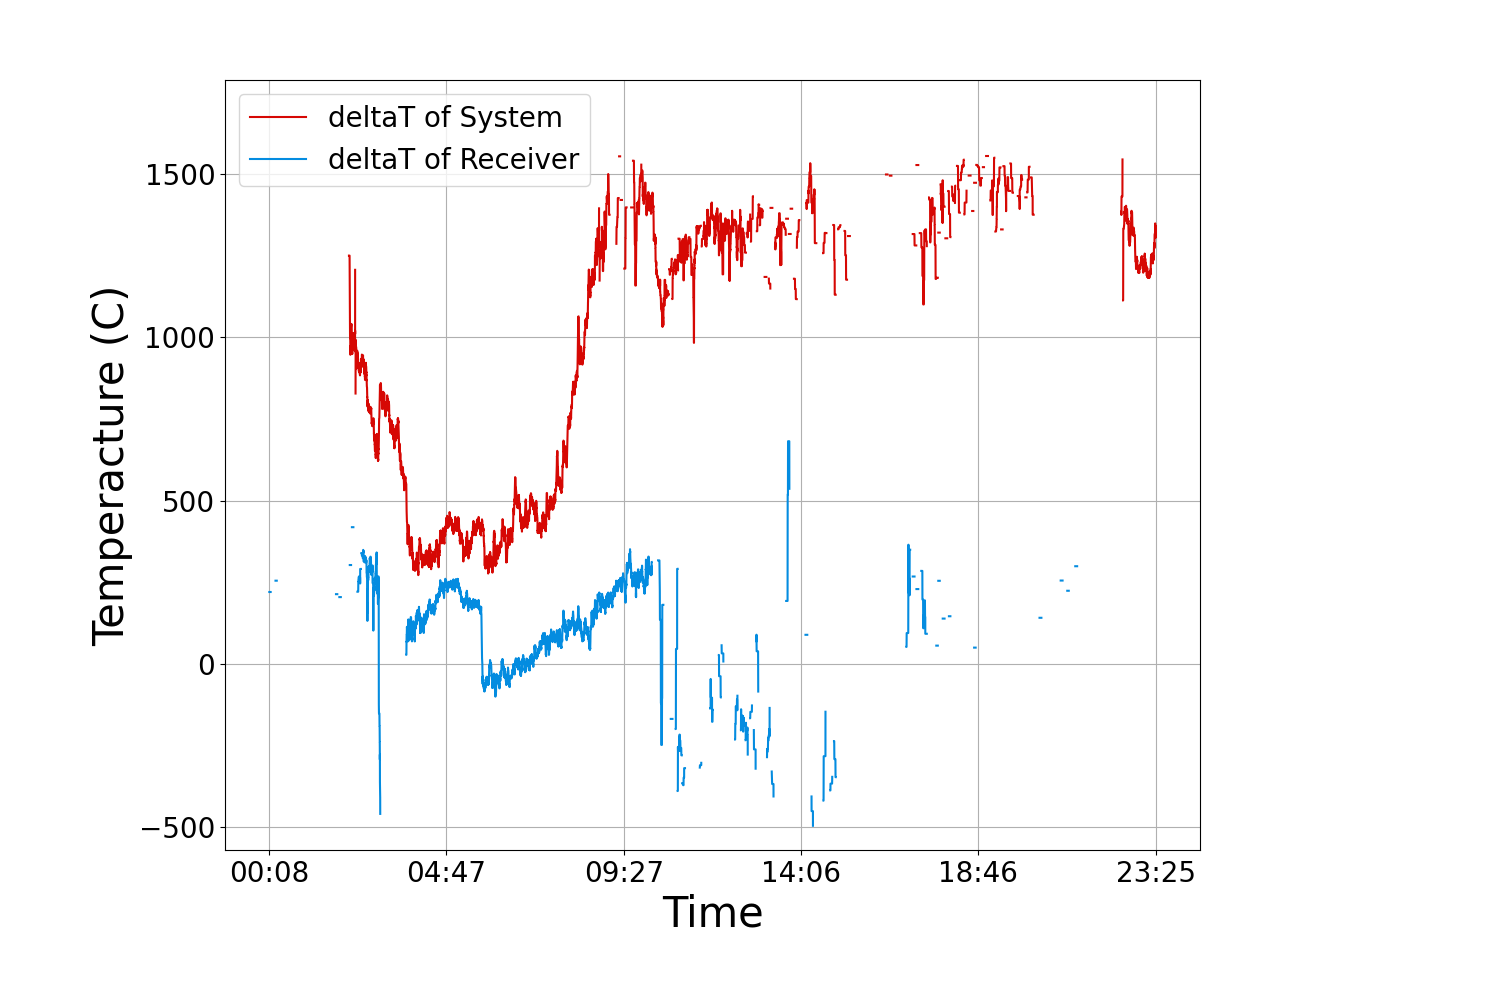 deltaT of System
deltaT of Receiver
1500
1000
500
0
−500
00:08 04:47 09:27 14:06 18:46 23:25
Time
Temperacture (C)